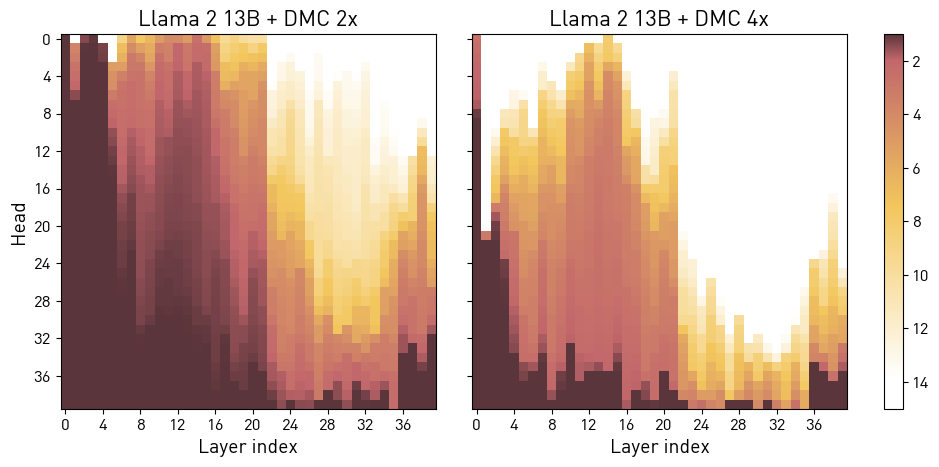 Llama 2 13B + DMC 2x
Llama 2 13B + DMC 4x
Head
0
4
8
12
16
20
24
28
32
36
0 4 8 12 16 20 24 28 32 36
0 4 8 12 16 20 24 28 32 36
Layer index
Layer index
2
4
6
8
10
12
14